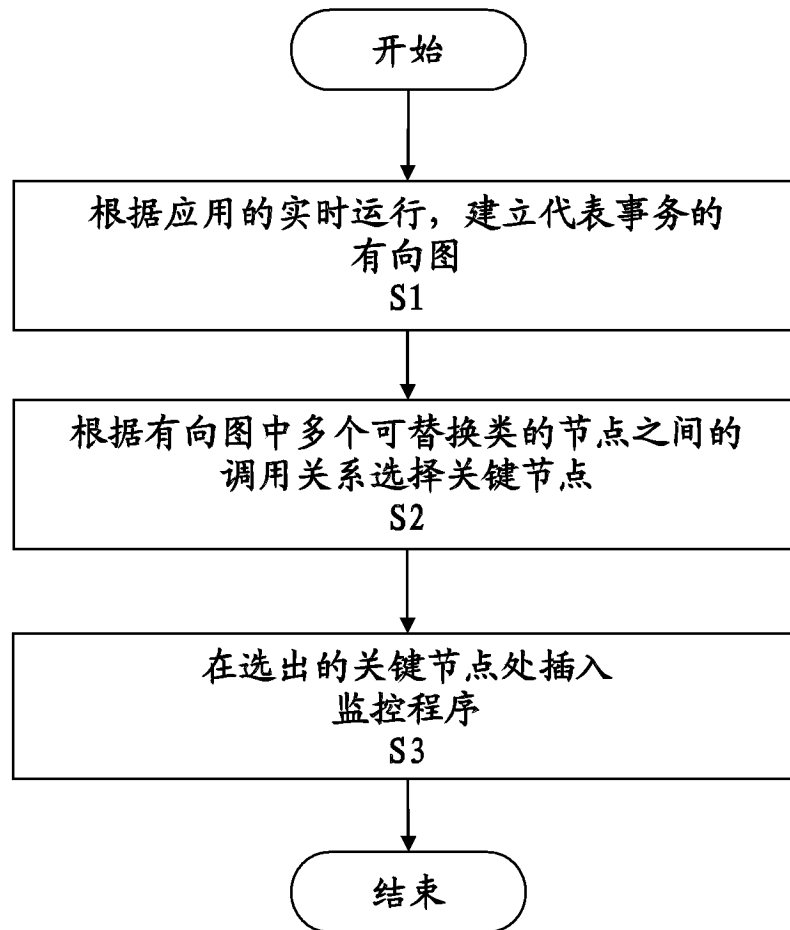 开始
根据应用的实时运行，建立代表事务的
有向图
S1
根据有向图中多个可替换类的节点之间的
调用关系选择关键节点
S2
在选出的关键节点处插入
监控程序
S3
结束